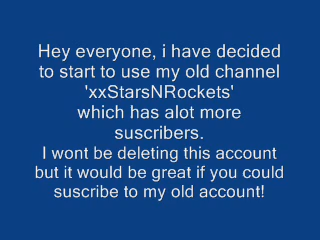 Hey everyone, i have decided
to start to use my old channel
'xxStarsNRockets'
which has alot more
suscribers.
I wont be deleting this account
but it would be great if you could
suscribe to my old account!